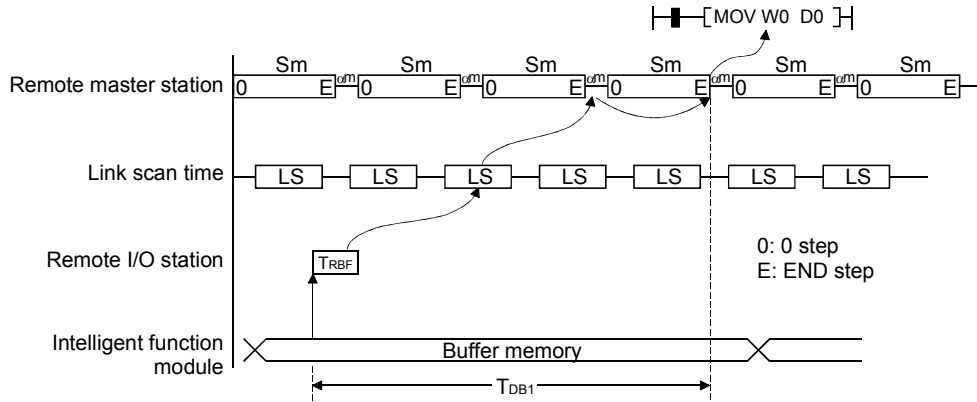 MOV W0 D0
Sm Sm Sm Sm Sm Sm
Remote master station 0 E αm 0 E αm 0 E αm 0 E αm 0 E αm 0 E
Link scan time LS LS LS LS LS LS LS
Remote I/O station TRBF
0: 0 step
E: END step
Intelligent function
module
Buffer memory
TDB1